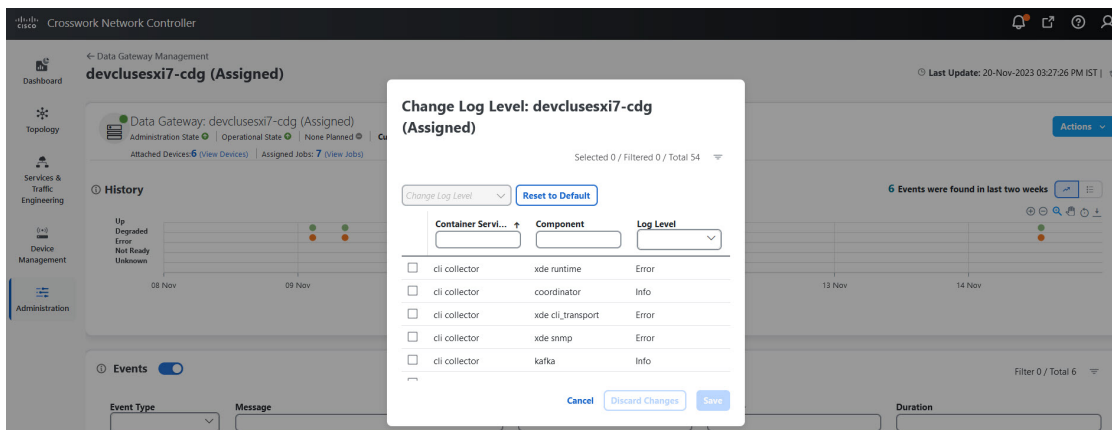 CISCO Crosswork Network Controller
← Data Gateway Management
devclusesxi7-cdg (Assigned)
Last Update: 20-Nov-2023 03:27:26 PM IST |
Dashboard
Topology
Services &
Traffic
Engineering
Device
Management
Administration
Data Gateway: devclusesxi7-cdg (Assigned)
Administration State | Operational State | None Planned
Attached Devices: 6 (View Devices) | Assigned Jobs: 7 (View Jobs)
Actions
History
6 Events were found in last two weeks
Up
Degraded
Error
Not Ready
Unknown
08 Nov 09 Nov 13 Nov 14 Nov
Events
Filter 0 / Total 6
Event Type Message Duration
Change Log Level: devclusesxi7-cdg
(Assigned)
Selected 0 / Filtered 0 / Total 54
Change Log Level Reset to Default
Container Servi... ↑ Component Log Level
cli collector xde runtime Error
cli collector coordinator Info
cli collector xde cli_transport Error
cli collector xde snmp Error
cli collector kafka Info
Cancel Discard Changes Save